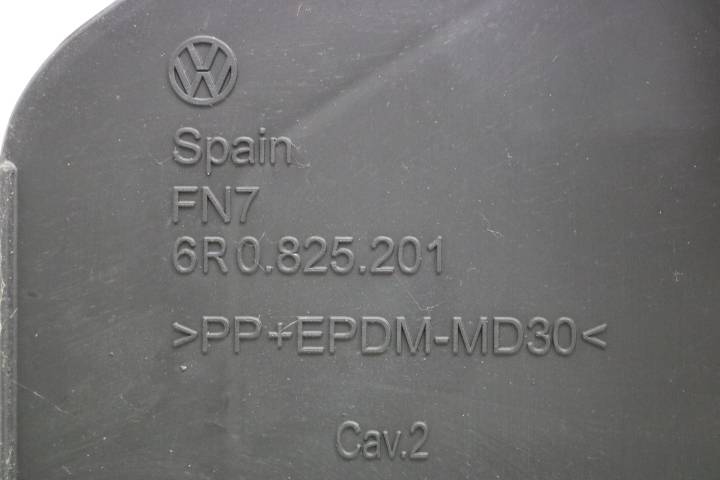 Spain
FN7
6R0.825.201
>PP+EPDM-MD30<
Cav.2